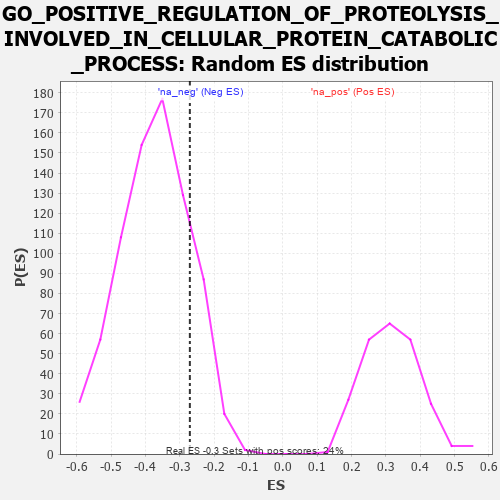 GO_POSITIVE_REGULATION_OF_PROTEOLYSIS_
INVOLVED_IN_CELLULAR_PROTEIN_CATABOLIC
_PROCESS: Random ES distribution
'na_neg' (Neg ES)
'na_pos' (Pos ES)
180
170
160
150
140
130
120
110
100
90
80
70
60
50
40
30
20
10
0
P(ES)
Real ES -0.3 Sets with pos scores: 24%
-0.6 -0.5 -0.4 -0.3 -0.2 -0.1 0.0 0.1 0.2 0.3 0.4 0.5 0.6
ES